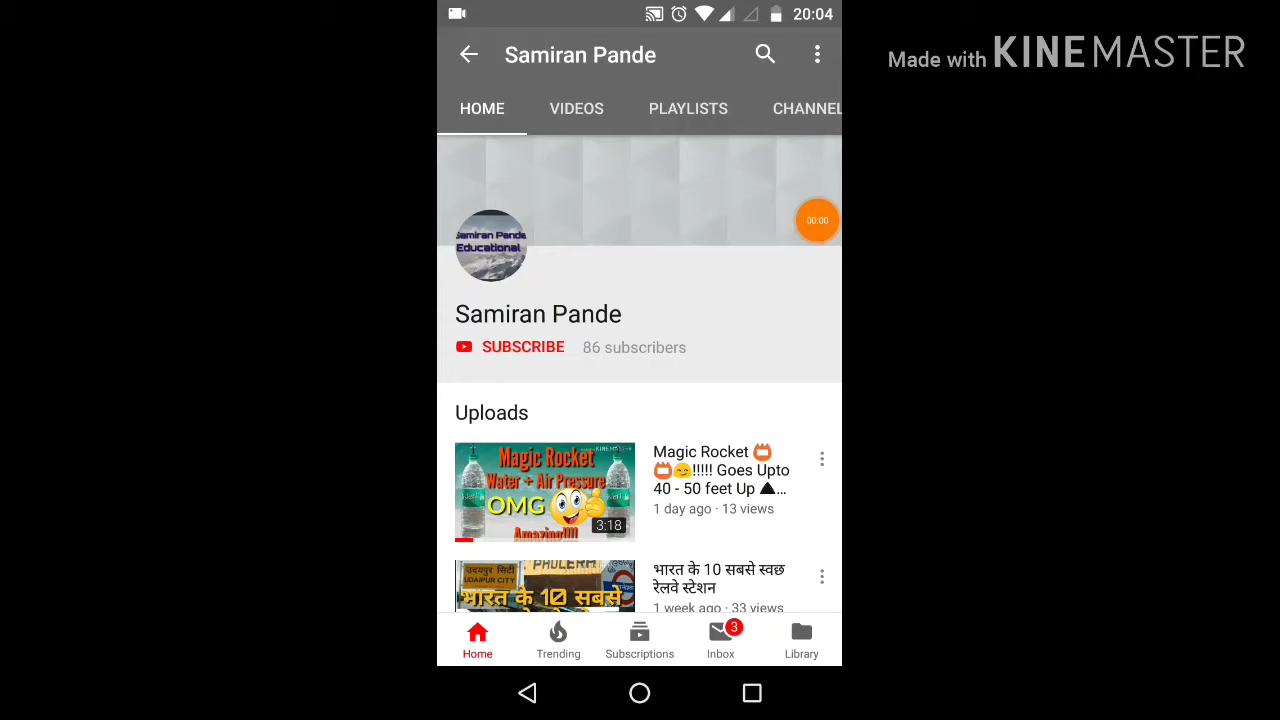 20:04
Made with KINEMASTER
Samiran Pande
HOME VIDEOS PLAYLISTS CHANNEL
00:00
Samiran Pande
Educational
Samiran Pande
SUBSCRIBE 86 subscribers
Uploads
Magic Rocket
Water + Air Pressure
OMG
Amazing!!!!
3:18
Magic Rocket 📛
📛😏!!!!! Goes Upto
40 - 50 feet Up ▲...
1 day ago · 13 views
उदयपुर सिटी
UDAIPUR CITY
PHULERA
भारत के 10 सबसे
भारत के 10 सबसे स्वछ
रेलवे स्टेशन
1 week ago · 33 views
Home Trending Subscriptions Inbox 3 Library